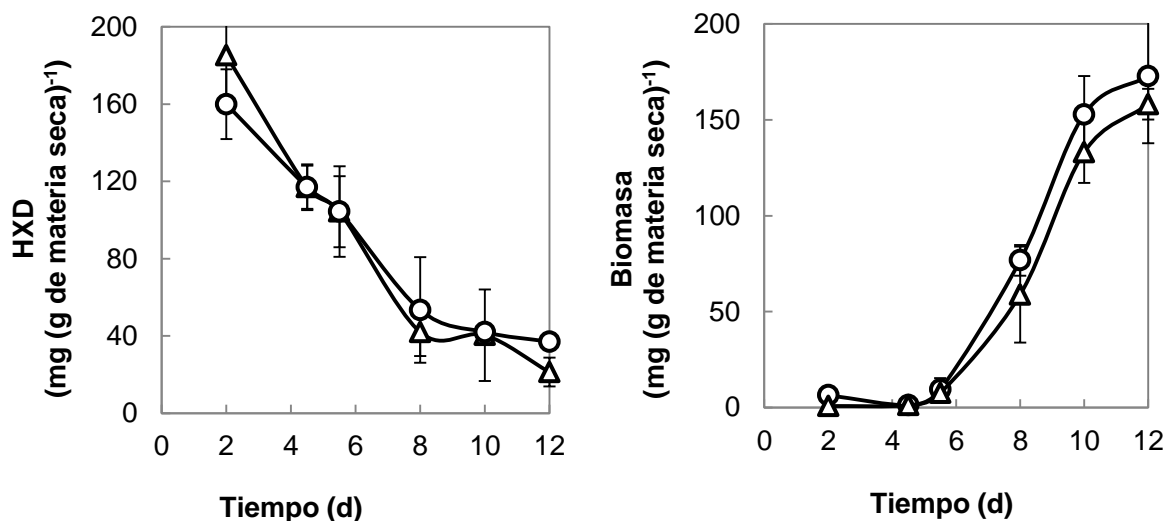 HXD
(mg (g de materia seca)-1)
200
160
120
80
40
0
0 2 4 6 8 10 12
Tiempo (d)
Biomasa
(mg (g de materia seca)-1)
200
150
100
50
0
0 2 4 6 8 10 12
Tiempo (d)